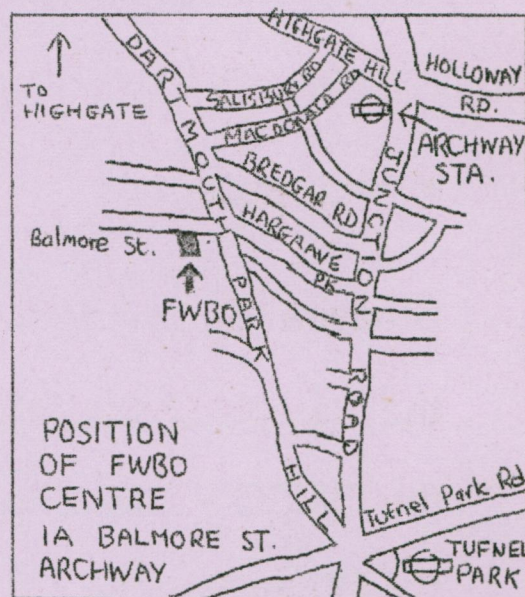 TO
HIGHGATE
DARTMOUTH PARK HILL
HIGHGATE HILL
HOLLOWAY
RD.
SALISBURY RD
MACDONALD RD
ARCHWAY
STA.
JUNCTION ROAD
BREDGAR RD
HARGRAVE
PK.
Balmore St.
FWBO
POSITION
OF FWBO
CENTRE
1A BALMORE ST.
ARCHWAY
Tufnel Park Rd
TUFNEL
PARK